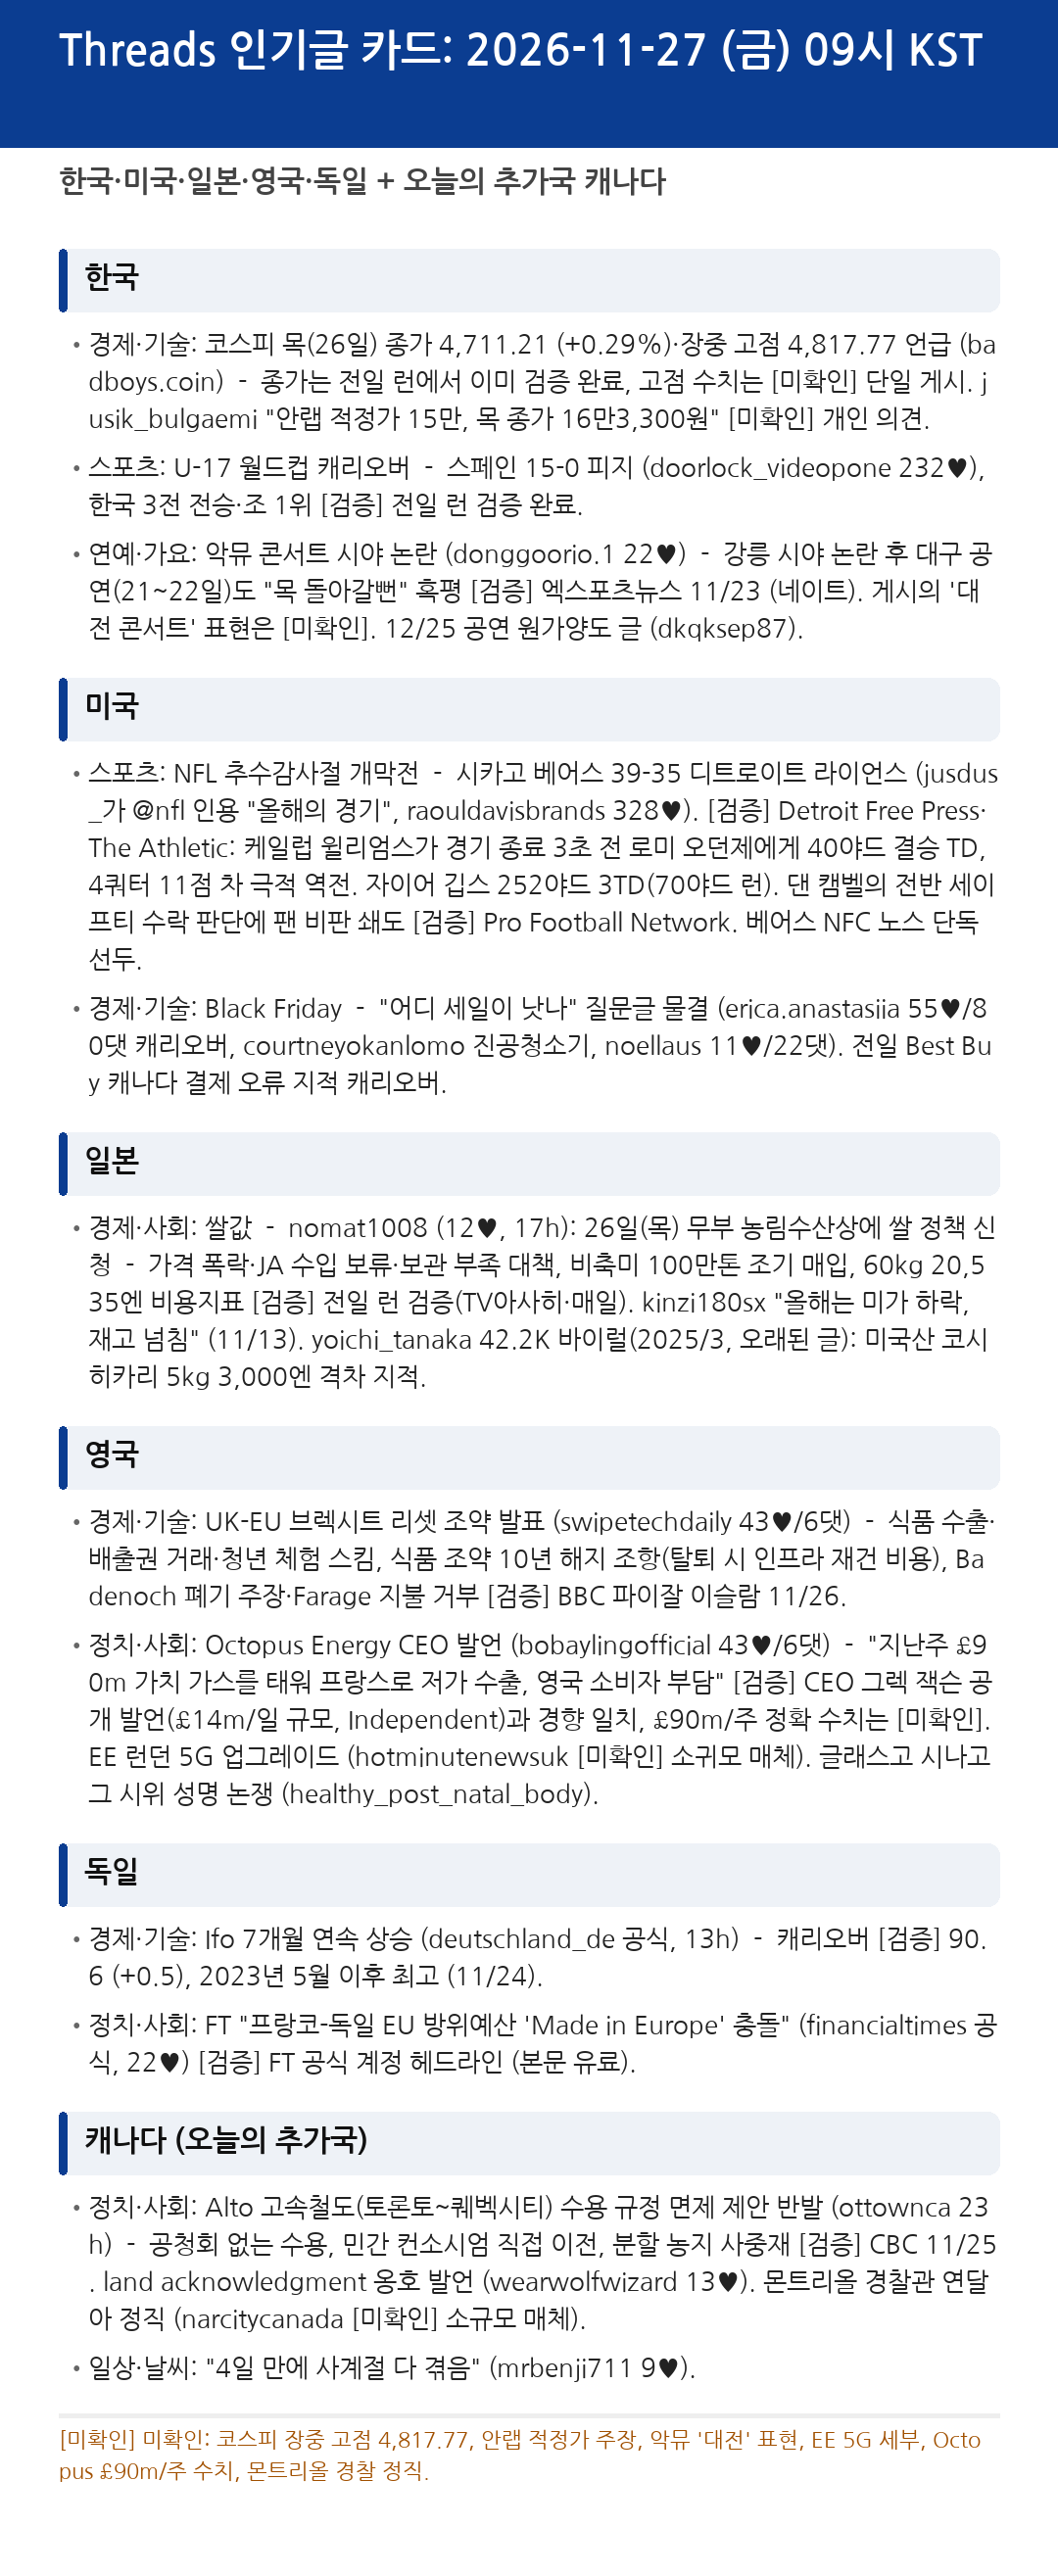 Threads 인기글 카드: 2026-11-27 (금) 09시 KST
한국·미국·일본·영국·독일 + 오늘의 추가국 캐나다
한국
• 경제·기술: 코스피 목(26일) 종가 4,711.21 (+0.29%)·장중 고점 4,817.77 언급 (ba
dboys.coin)  -  종가는 전일 런에서 이미 검증 완료, 고점 수치는 [미확인] 단일 게시. j
usik_bulgaemi "안랩 적정가 15만, 목 종가 16만3,300원" [미확인] 개인 의견.
• 스포츠: U-17 월드컵 캐리오버  -  스페인 15-0 피지 (doorlock_videopone 232♥),
한국 3전 전승·조 1위 [검증] 전일 런 검증 완료.
• 연예·가요: 악뮤 콘서트 시야 논란 (donggoorio.1 22♥)  -  강릉 시야 논란 후 대구 공
연(21~22일)도 "목 돌아갈뻔" 혹평 [검증] 엑스포츠뉴스 11/23 (네이트). 게시의 '대
전 콘서트' 표현은 [미확인]. 12/25 공연 원가양도 글 (dkqksep87).
미국
• 스포츠: NFL 추수감사절 개막전  -  시카고 베어스 39-35 디트로이트 라이언스 (jusdus
_가 @nfl 인용 "올해의 경기", raouldavisbrands 328♥). [검증] Detroit Free Press·
The Athletic: 케일럽 윌리엄스가 경기 종료 3초 전 로미 오던제에게 40야드 결승 TD,
4쿼터 11점 차 극적 역전. 자이어 깁스 252야드 3TD(70야드 런). 댄 캠벨의 전반 세이
프티 수락 판단에 팬 비판 쇄도 [검증] Pro Football Network. 베어스 NFC 노스 단독
선두.
• 경제·기술: Black Friday  -  "어디 세일이 낫나" 질문글 물결 (erica.anastasiia 55♥/8
0댓 캐리오버, courtneyokanlomo 진공청소기, noellaus 11♥/22댓). 전일 Best Bu
y 캐나다 결제 오류 지적 캐리오버.
일본
• 경제·사회: 쌀값  -  nomat1008 (12♥, 17h): 26일(목) 무부 농림수산상에 쌀 정책 신
청  -  가격 폭락·JA 수입 보류·보관 부족 대책, 비축미 100만톤 조기 매입, 60kg 20,5
35엔 비용지표 [검증] 전일 런 검증(TV아사히·매일). kinzi180sx "올해는 미가 하락,
재고 넘침" (11/13). yoichi_tanaka 42.2K 바이럴(2025/3, 오래된 글): 미국산 코시
히카리 5kg 3,000엔 격차 지적.
영국
• 경제·기술: UK-EU 브렉시트 리셋 조약 발표 (swipetechdaily 43♥/6댓)  -  식품 수출·
배출권 거래·청년 체험 스킴, 식품 조약 10년 해지 조항(탈퇴 시 인프라 재건 비용), Ba
denoch 폐기 주장·Farage 지불 거부 [검증] BBC 파이잘 이슬람 11/26.
• 정치·사회: Octopus Energy CEO 발언 (bobaylingofficial 43♥/6댓)  -  "지난주 £9
0m 가치 가스를 태워 프랑스로 저가 수출, 영국 소비자 부담" [검증] CEO 그렉 잭슨 공
개 발언(£14m/일 규모, Independent)과 경향 일치, £90m/주 정확 수치는 [미확인].
EE 런던 5G 업그레이드 (hotminutenewsuk [미확인] 소귀모 매체). 글래스고 시나고
그 시위 성명 논쟁 (healthy_post_natal_body).
독일
• 경제·기술: Ifo 7개월 연속 상승 (deutschland_de 공식, 13h)  -  캐리오버 [검증] 90.
6 (+0.5), 2023년 5월 이후 최고 (11/24).
• 정치·사회: FT "프랑코-독일 EU 방위예산 'Made in Europe' 충돌" (financialtimes 공
식, 22♥) [검증] FT 공식 계정 헤드라인 (본문 유료).
캐나다 (오늘의 추가국)
• 정치·사회: Alto 고속철도(토론토~퀘벡시티) 수용 규정 면제 제안 반발 (ottownca 23
h)  -  공청회 없는 수용, 민간 컨소시엄 직접 이전, 분할 농지 사중재 [검증] CBC 11/25
. land acknowledgment 옹호 발언 (wearwolfwizard 13♥). 몬트리올 경찰관 연달
아 정직 (narcitycanada [미확인] 소규모 매체).
• 일상·날씨: "4일 만에 사계절 다 겪음" (mrbenji711 9♥).
[미확인] 미확인: 코스피 장중 고점 4,817.77, 안랩 적정가 주장, 악뮤 '대전' 표현, EE 5G 세부, Octo
pus £90m/주 수치, 몬트리올 경찰 정직.